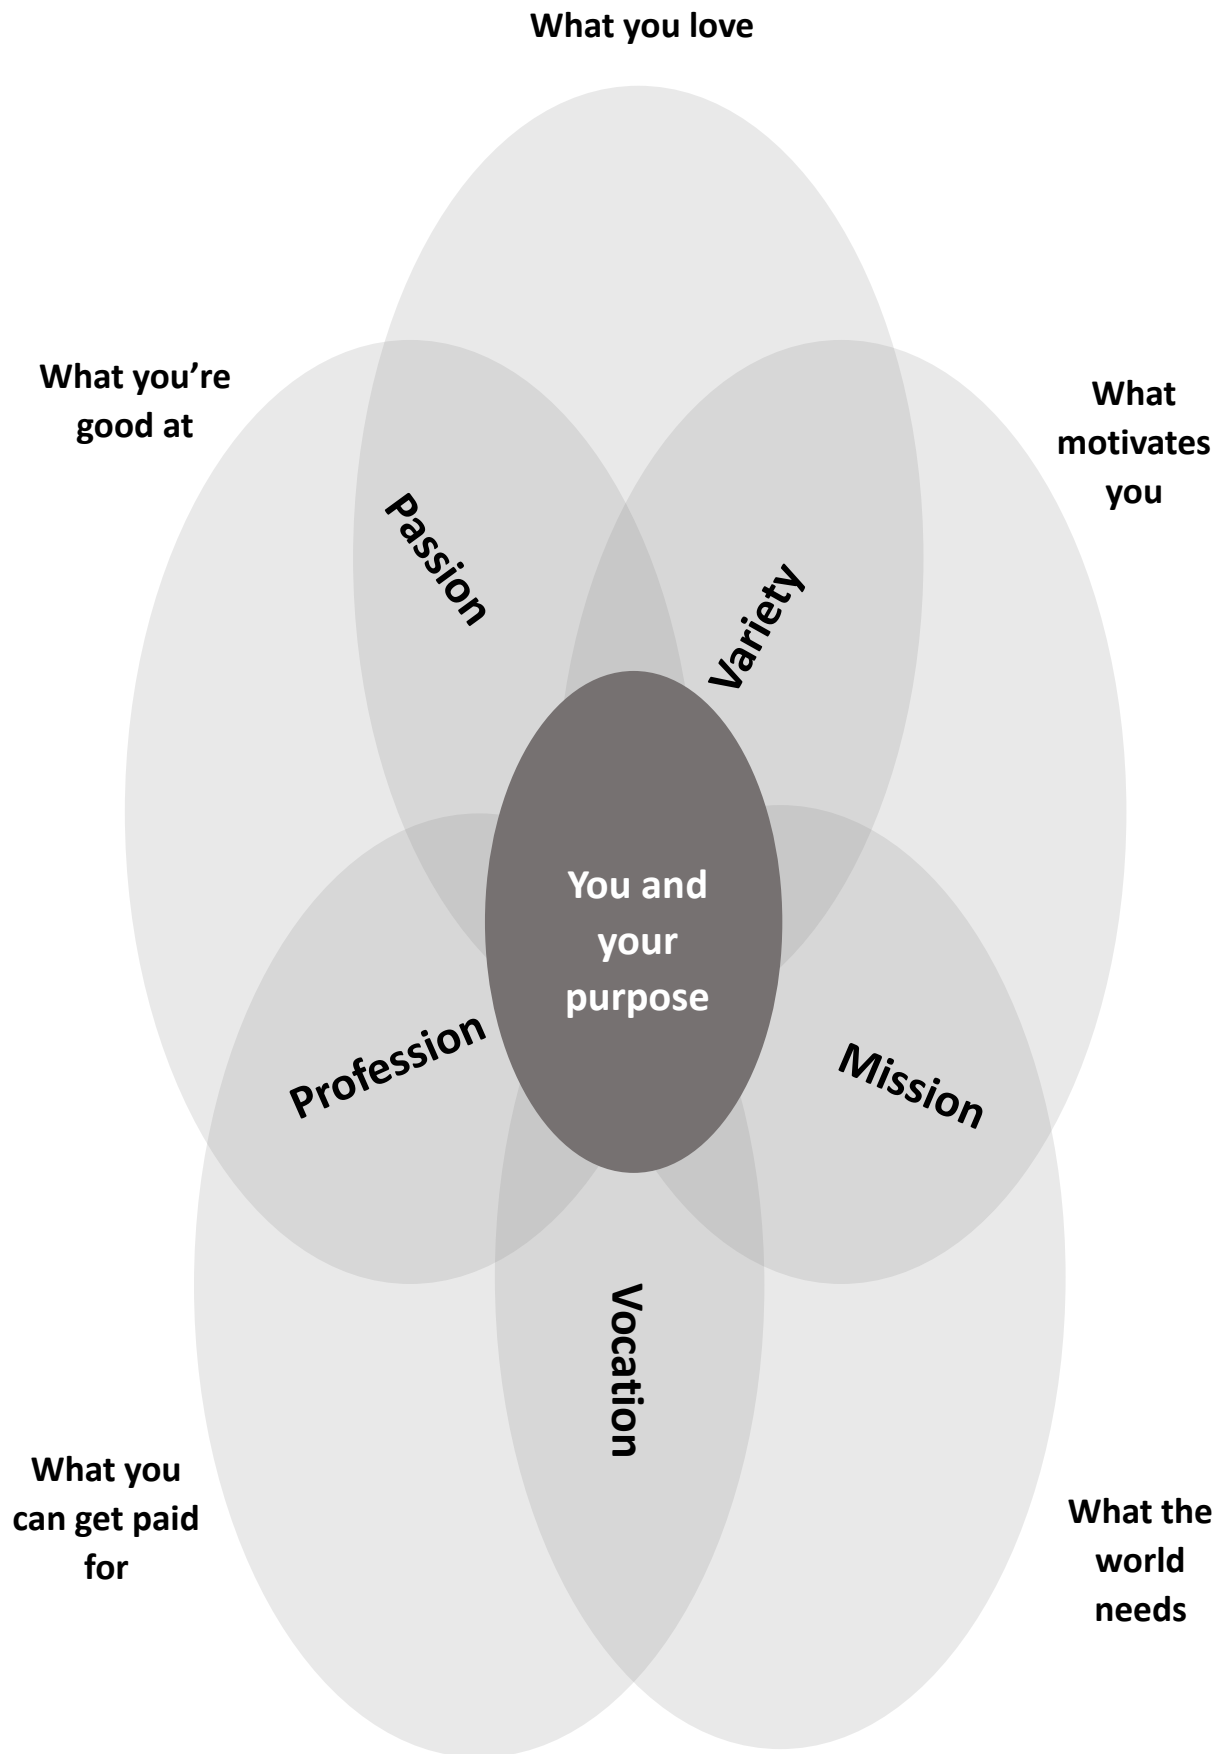 What you love
What you're
good at
What
motivates
you
Passion
Variety
You and
your
purpose
Profession
Mission
Vocation
What you
can get paid
for
What the
world
needs